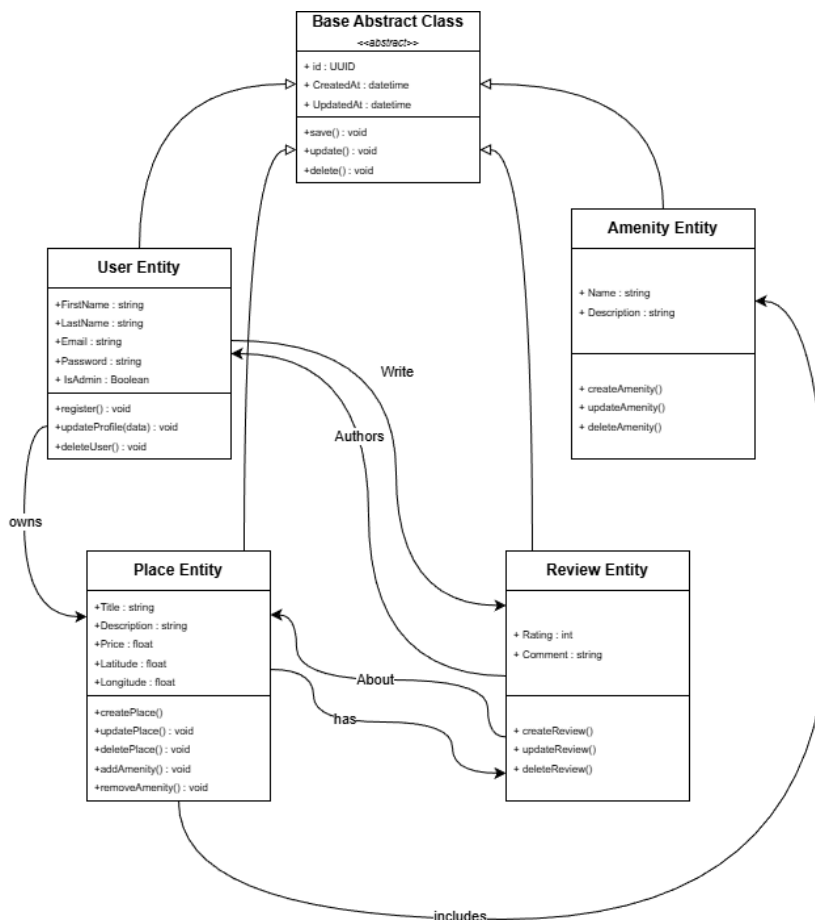 Base Abstract Class
<<abstract>>
+ id : UUID
+ CreatedAt : datetime
+ UpdatedAt : datetime
+save() : void
+update() : void
+delete() : void
User Entity
+FirstName : string
+LastName : string
+Email : string
+Password : string
+ IsAdmin : Boolean
+register() : void
+updateProfile(data) : void
+deleteUser() : void
Amenity Entity
+ Name : string
+ Description : string
+ createAmenity()
+ updateAmenity()
+ deleteAmenity()
Write
Authors
owns
Place Entity
+Title : string
+Description : string
+Price : float
+Latitude : float
+Longitude : float
+createPlace()
+updatePlace() : void
+deletePlace() : void
+addAmenity() : void
+removeAmenity() : void
About
has
Review Entity
+ Rating : int
+ Comment : string
+ createReview()
+ updateReview()
+ deleteReview()
includes